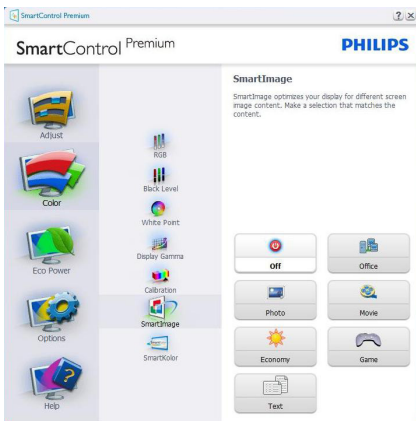 SmartControl Premium
SmartControl Premium
PHILIPS
Adjust
Color
Eco Power
Options
Help
RGB
Black Level
White Point
Display Gamma
Calibration
SmartImage
SmartKolor
SmartImage
SmartImage optimizes your display for different screen
image content. Make a selection that matches the
content.
Off
Office
Photo
Movie
Economy
Game
Text